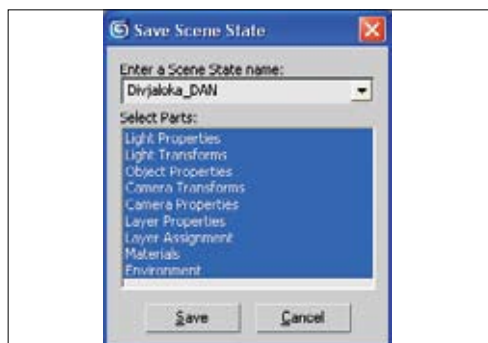 Save Scene State
Enter a Scene State name:
Divjaloka_DAN
Select Parts:
Light Properties
Light Transforms
Object Properties
Camera Transforms
Camera Properties
Layer Properties
Layer Assignment
Materials
Environment
Save
Cancel